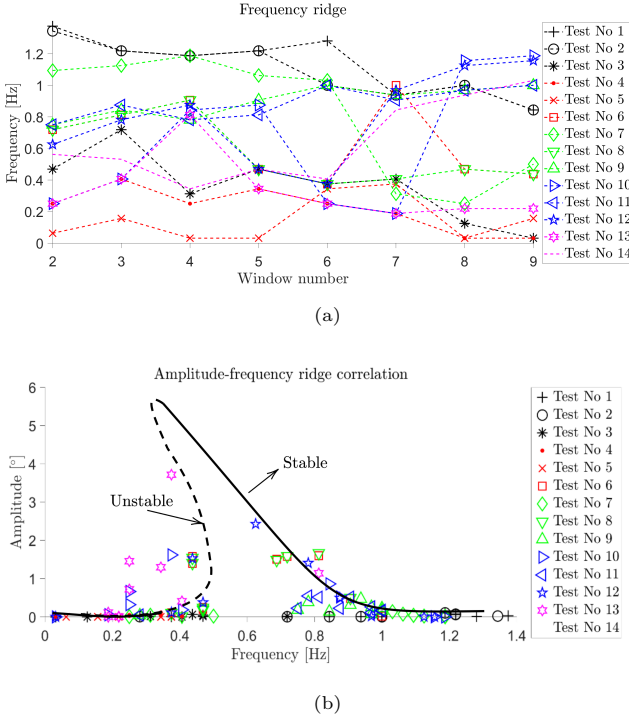 Frequency ridge
Frequency [Hz]
1.2
1
0.8
0.6
0.4
0.2
0
2
3
4
5
6
7
8
9
Window number
Test No 1
Test No 2
Test No 3
Test No 4
Test No 5
Test No 6
Test No 7
Test No 8
Test No 9
Test No 10
Test No 11
Test No 12
Test No 13
Test No 14
(a)
Amplitude-frequency ridge correlation
Amplitude [°]
6
5
4
3
2
1
0
Stable
Unstable
0
0.2
0.4
0.6
0.8
1.0
1.2
1.4
Frequency [Hz]
Test No 1
Test No 2
Test No 3
Test No 4
Test No 5
Test No 6
Test No 7
Test No 8
Test No 9
Test No 10
Test No 11
Test No 12
Test No 13
Test No 14
(b)